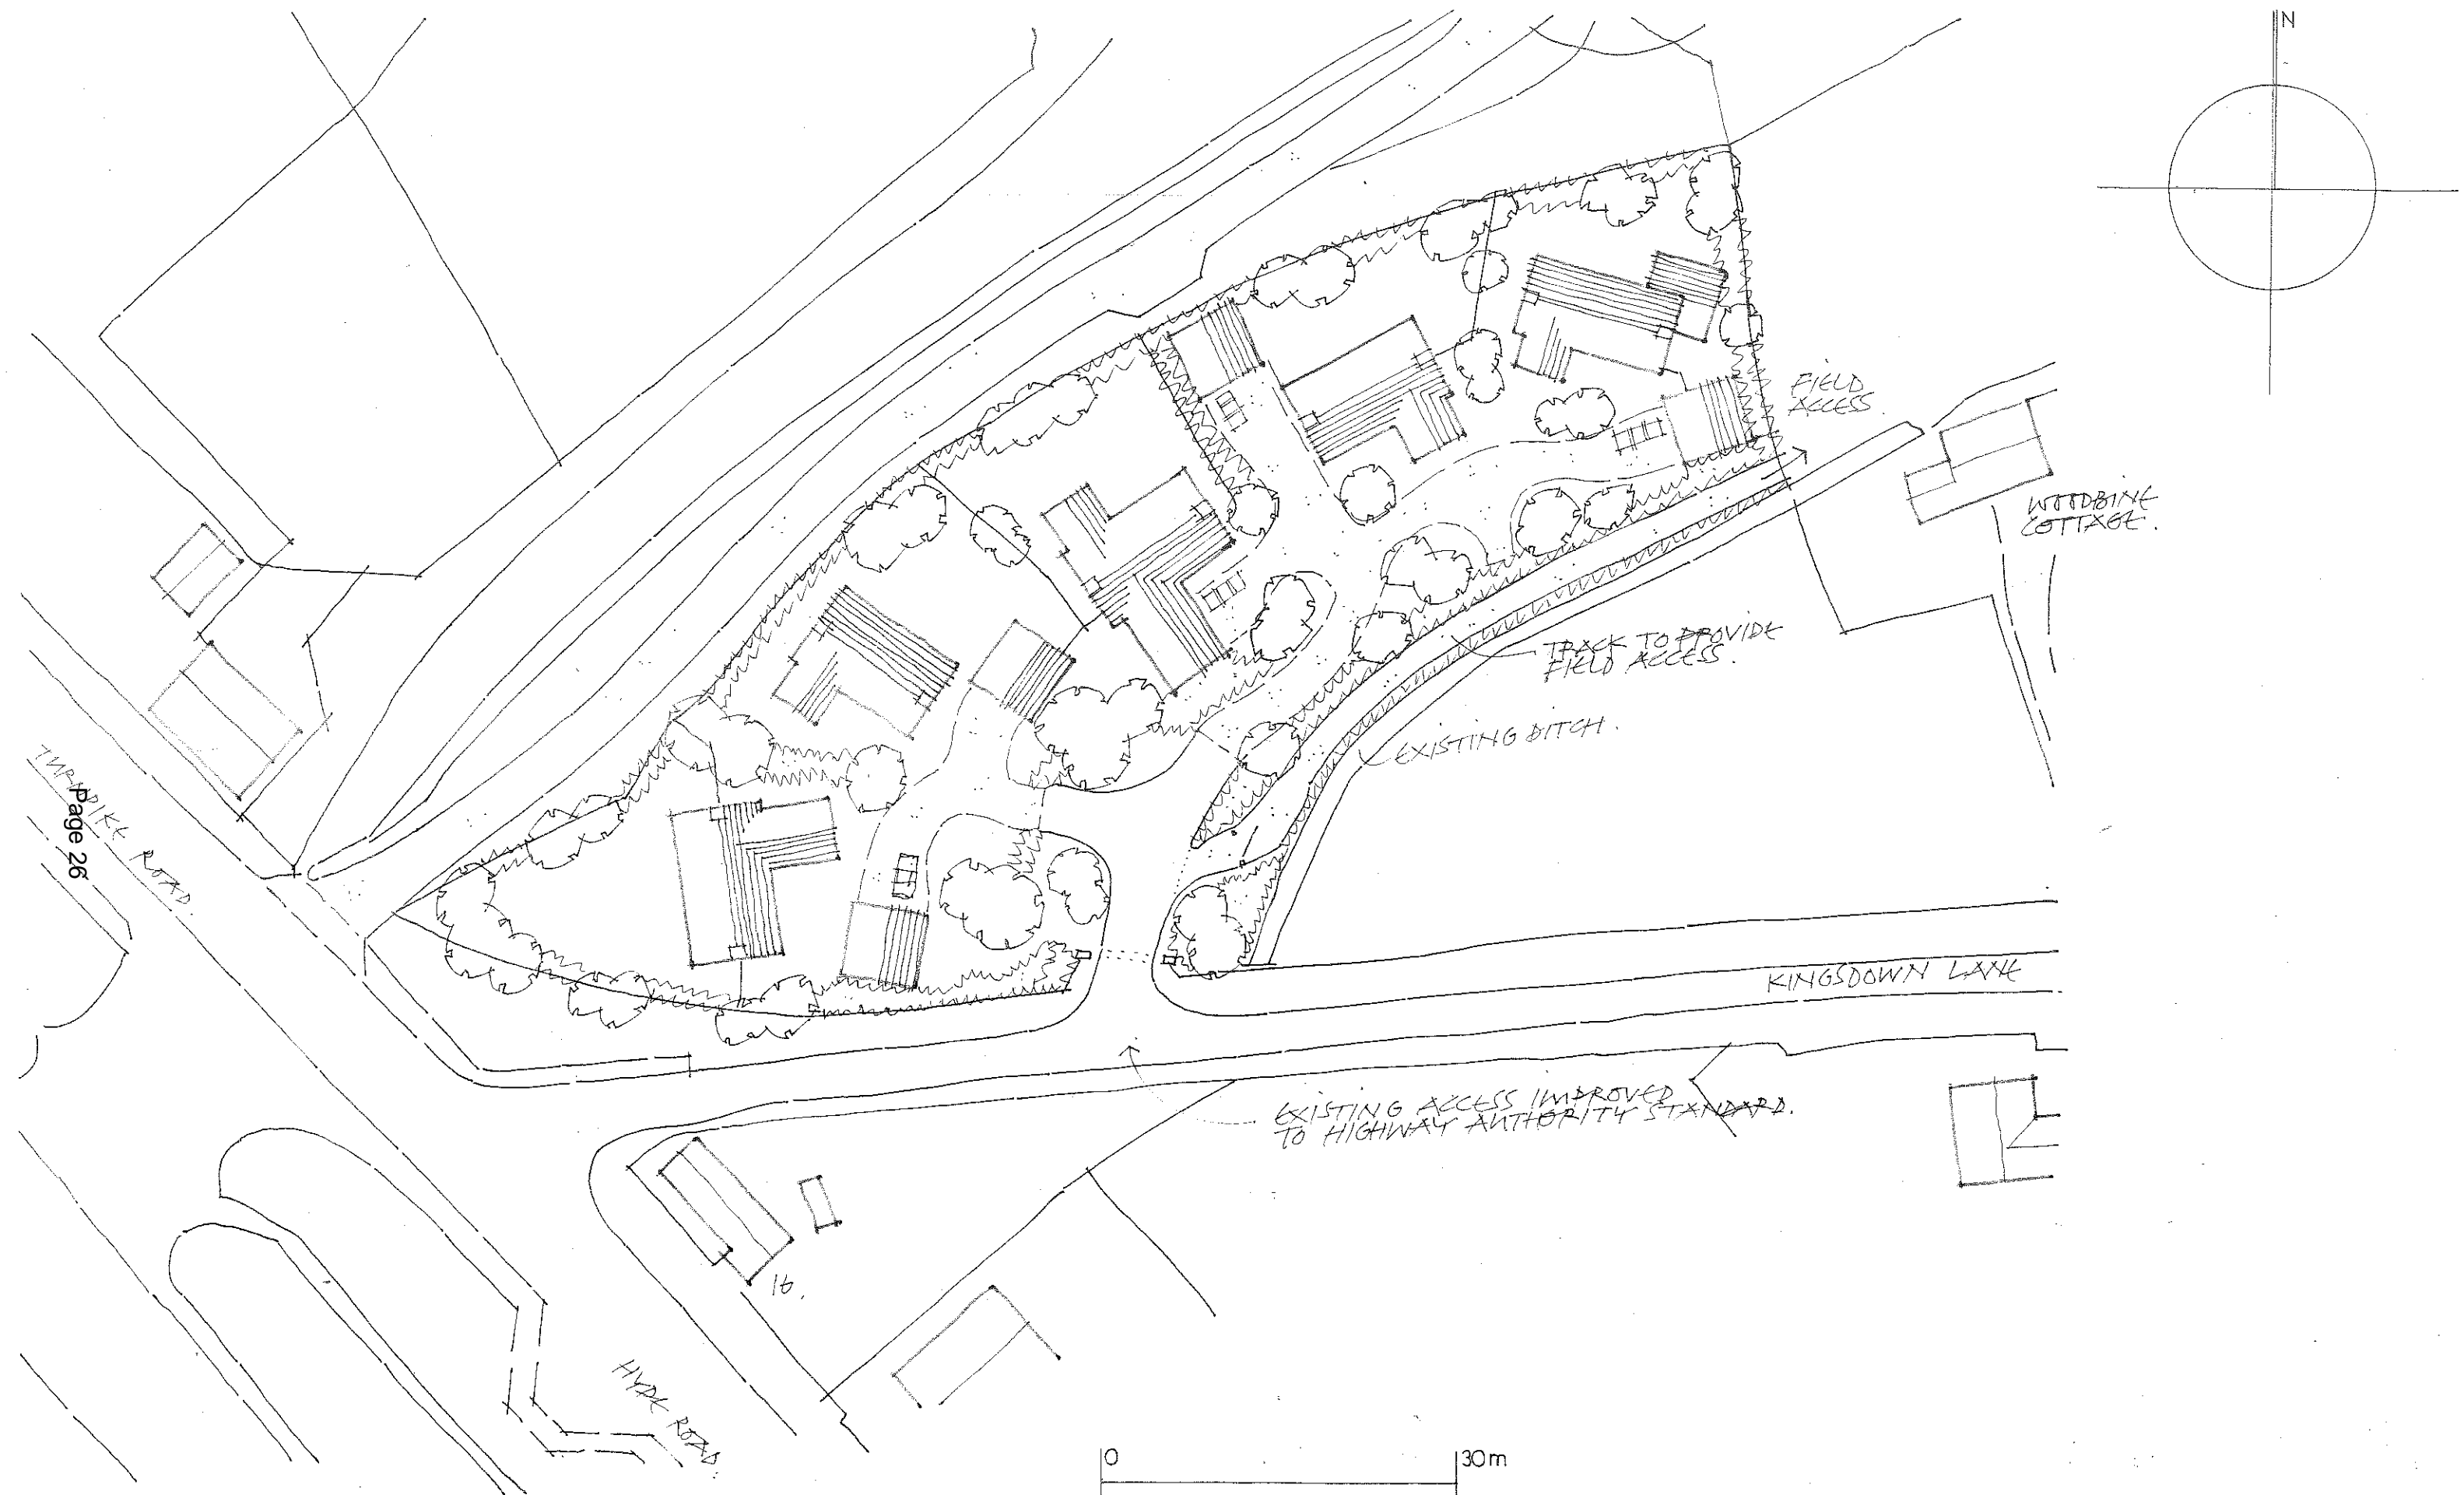 N
FIELD
ACCESS.
WOODBINE
COTTAGE.
TRACK TO PROVIDE
FIELD ACCESS.
EXISTING DITCH.
TURNPIKE ROAD.
Page 26
KINGSDOWN LANE
EXISTING ACCESS IMPROVED
TO HIGHWAY AUTHORITY STANDARD.
16.
HYDE ROAD.
0 30m